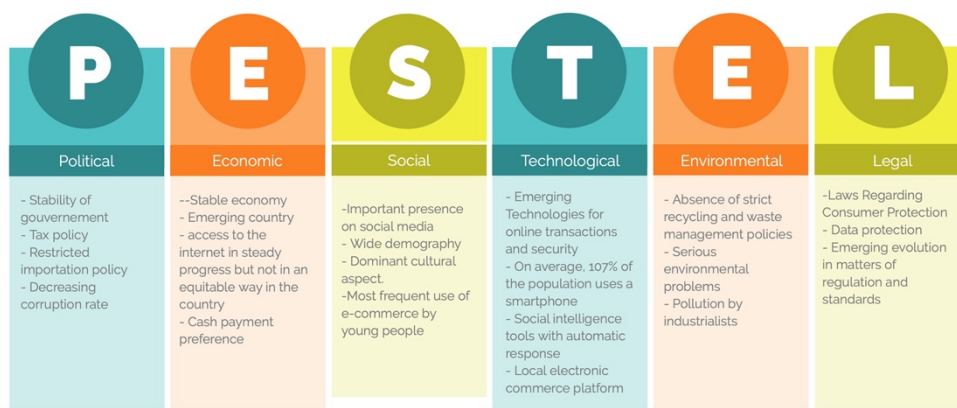 P
E
S
T
E
L
Political
Economic
Social
Technological
Environmental
Legal
- Stability of
gouvernement
- Tax policy
- Restricted
importation policy
- Decreasing
corruption rate
--Stable economy
- Emerging country
- access to the
internet in steady
progress but not in an
equitable way in the
country
- Cash payment
preference
-Important presence
on social media
- Wide demography
- Dominant cultural
aspect.
-Most frequent use of
e-commerce by
young people
- Emerging
Technologies for
online transactions
and security
- On average, 107% of
the population uses a
smartphone
- Social intelligence
tools with automatic
response
- Local electronic
commerce platform
- Absence of strict
recycling and waste
management policies
- Serious
environmental
problems
- Pollution by
industrialists
-Laws Regarding
Consumer Protection
- Data protection
- Emerging evolution
in matters of
regulation and
standards